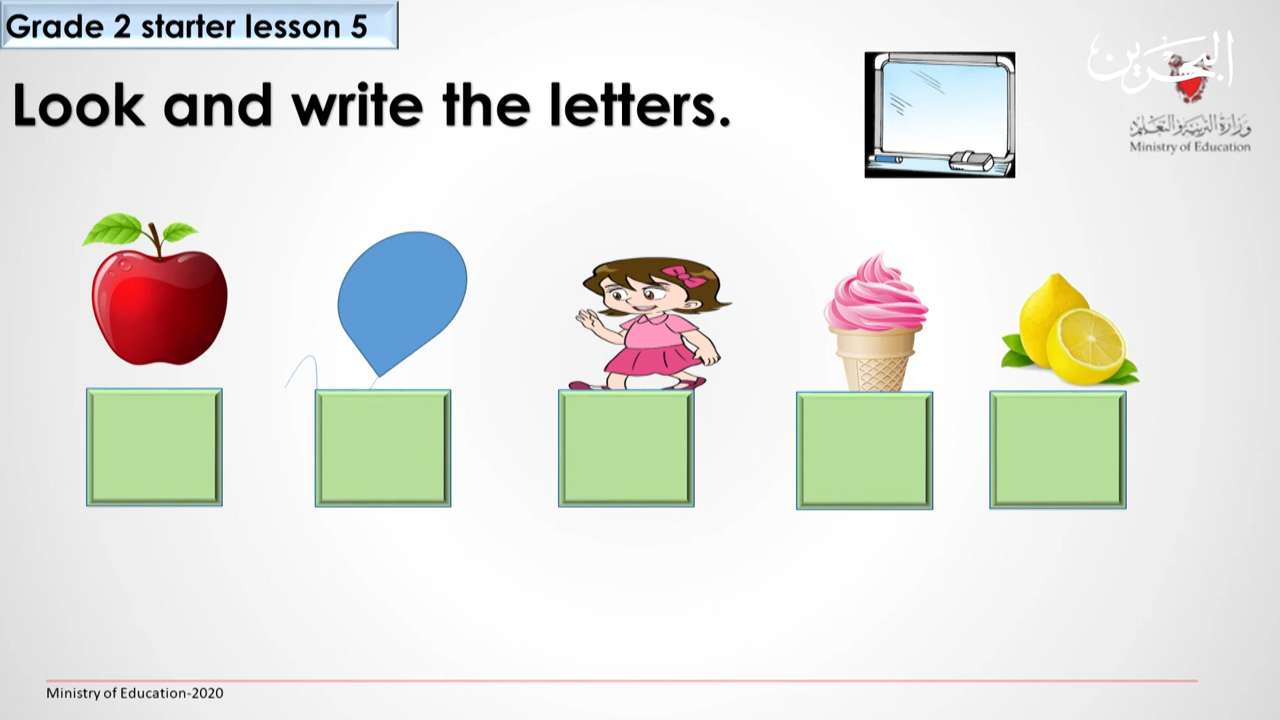 Grade 2 starter lesson 5
البحرين
Look and write the letters.
وزارة التربية والتعليم
Ministry of Education
Ministry of Education-2020